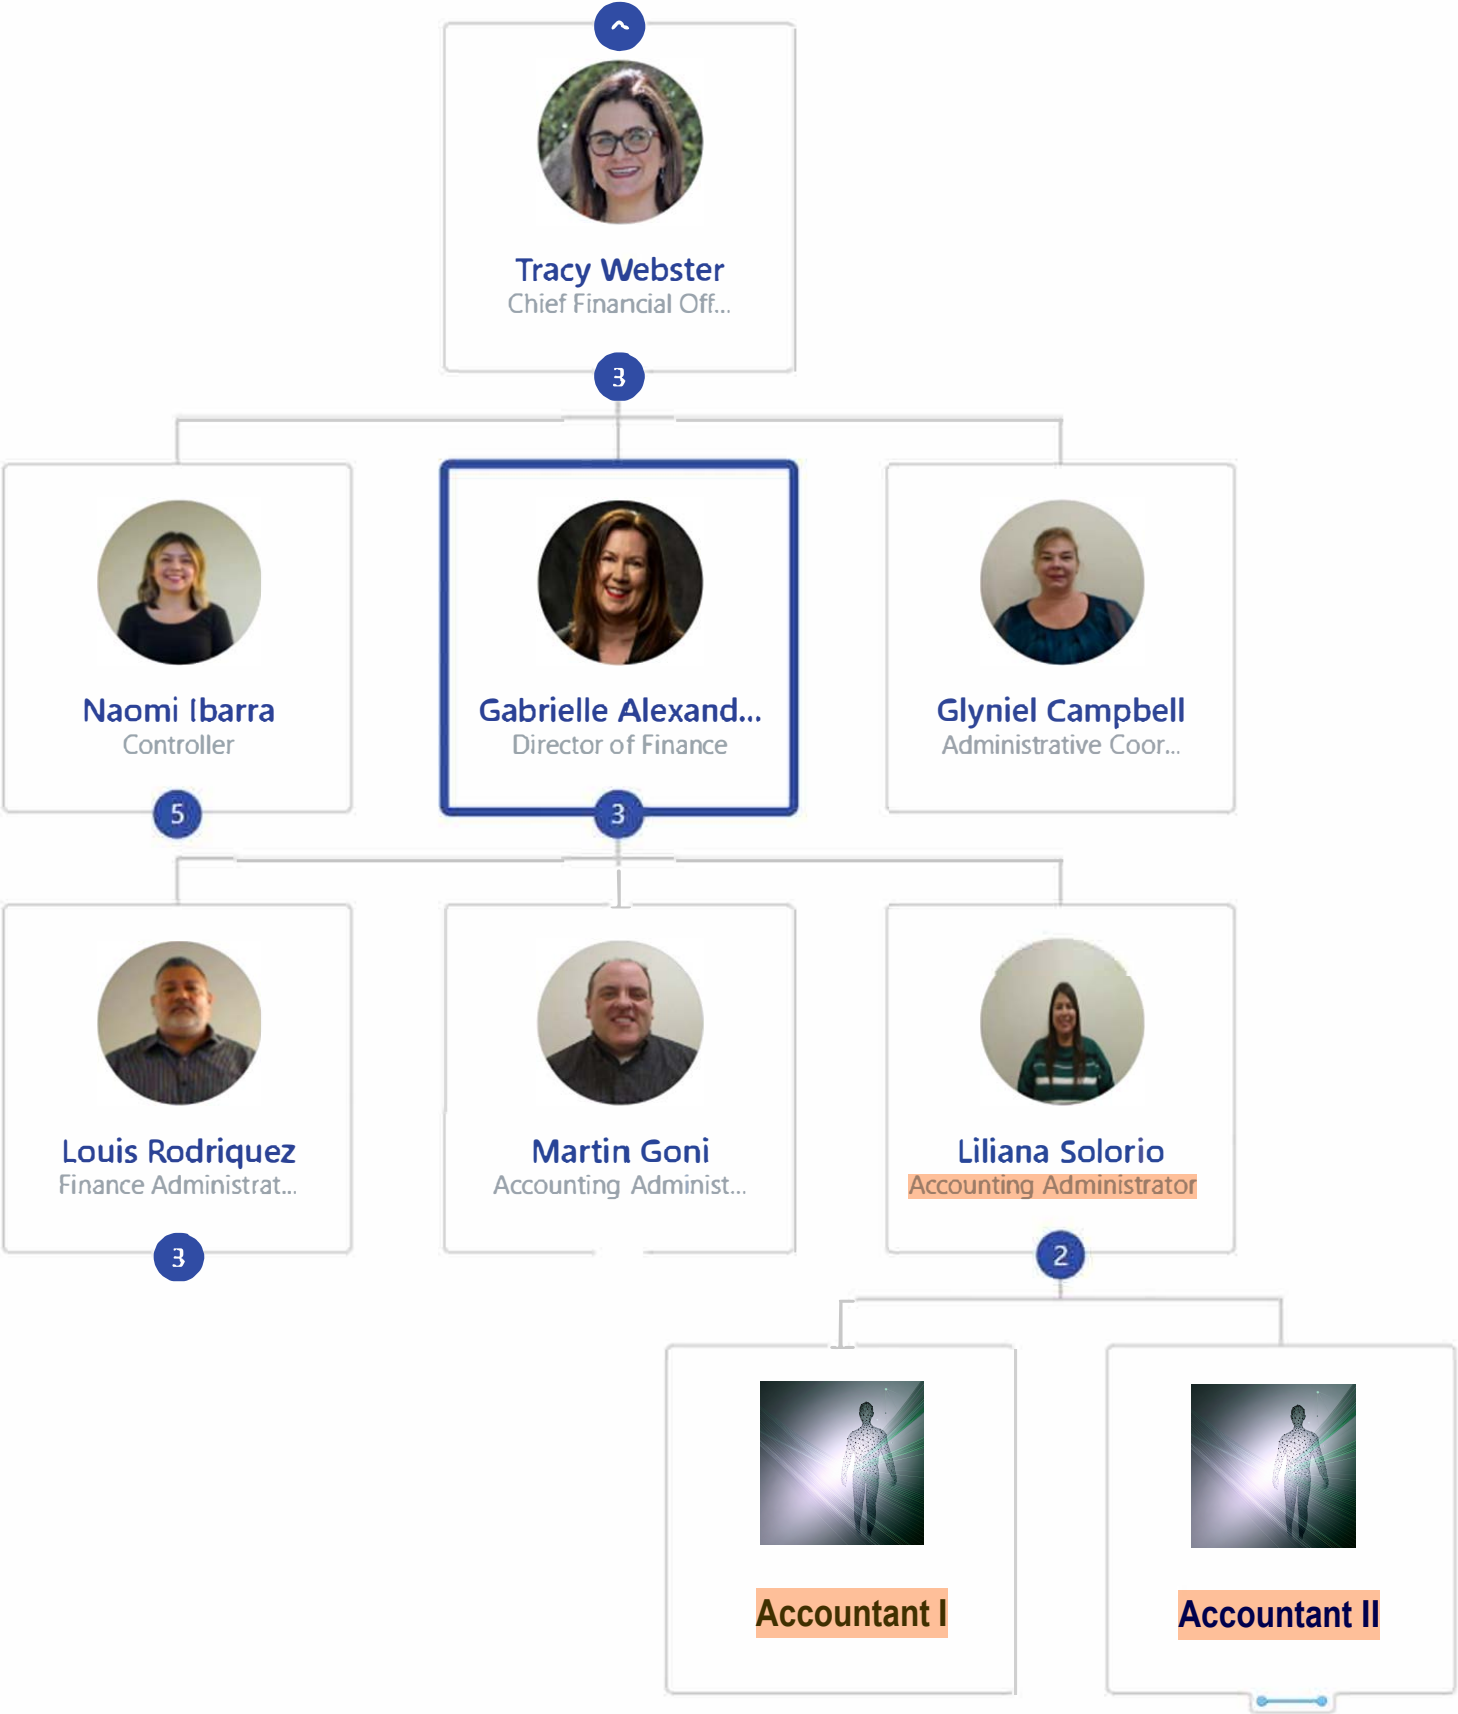 Tracy Webster
Chief Financial Off...
3
Naomi Ibarra
Controller
5
Gabrielle Alexand...
Director of Finance
3
Glyniel Campbell
Administrative Coor...
Louis Rodriquez
Finance Administrat...
3
Martin Goni
Accounting Administ...
Liliana Solorio
Accounting Administrator
2
Accountant I
Accountant II